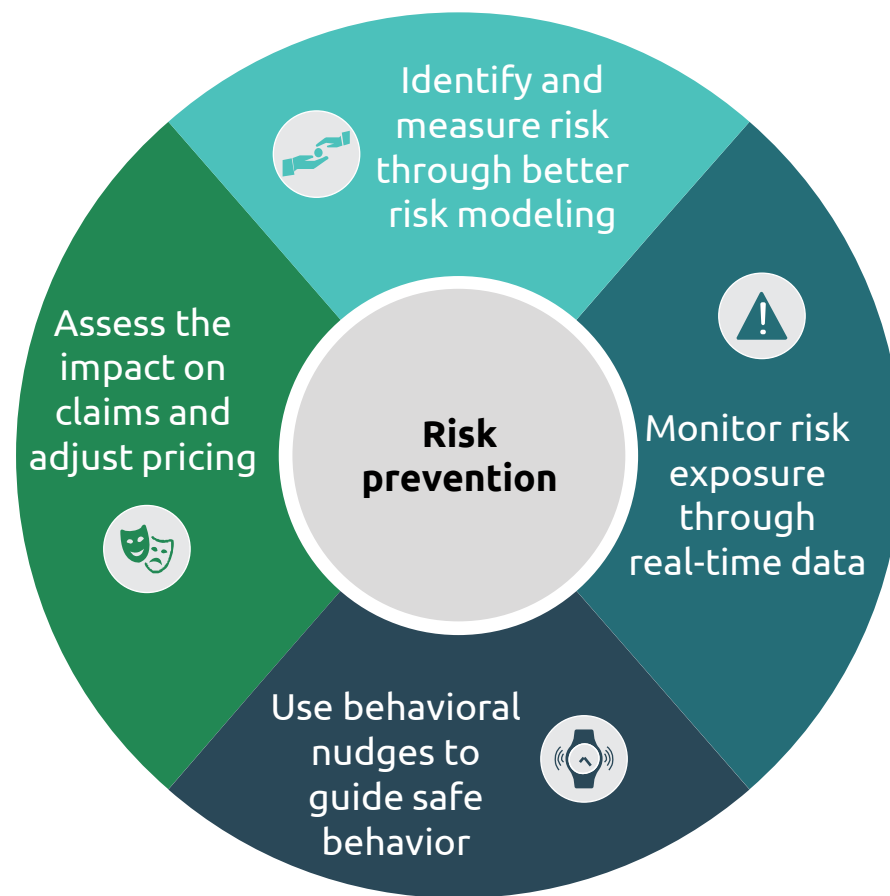 Identify and
measure risk
through better
risk modeling
Assess the
impact on
claims and
adjust pricing
Risk
prevention
Monitor risk
exposure
through
real-time data
Use behavioral
nudges to
guide safe
behavior